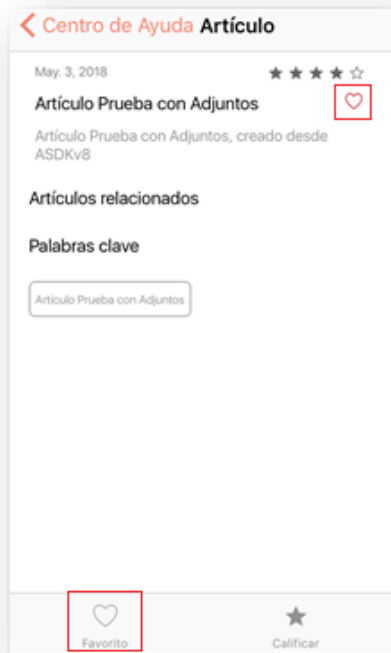 Centro de Ayuda Artículo
May. 3, 2018
Artículo Prueba con Adjuntos
Artículo Prueba con Adjuntos, creado desde
ASDKv8
Artículos relacionados
Palabras clave
Artículo Prueba con Adjuntos
Favorito
Calificar